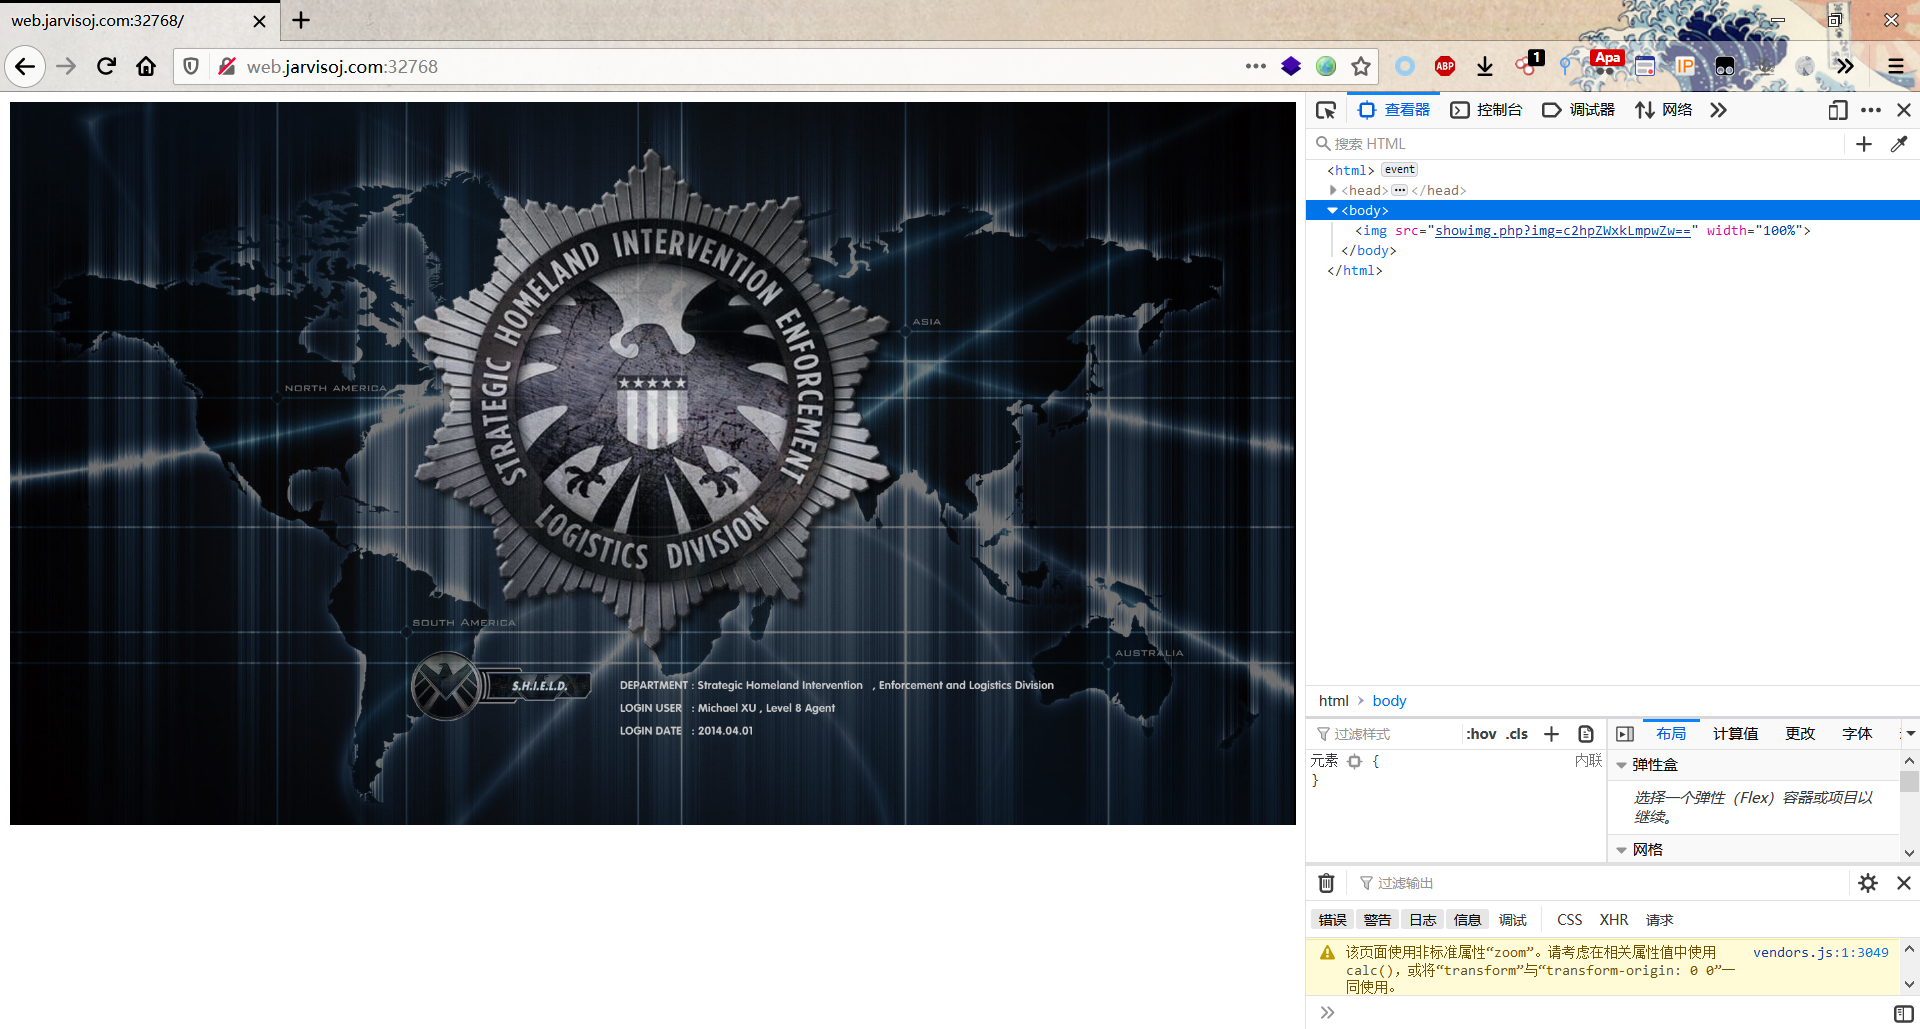 web.jarvisoj.com:32768/
web.jarvisoj.com:32768
ABP
1
Apa
IP
STRATEGIC HOMELAND INTERVENTION ENFORCEMENT
LOGISTICS DIVISION
NORTH AMERICA
ASIA
SOUTH AMERICA
AUSTRALIA
S.H.I.E.L.D.
DEPARTMENT : Strategic Homeland Intervention , Enforcement and Logistics Division
LOGIN USER : Michael XU , Level 8 Agent
LOGIN DATE : 2014.04.01
查看器 控制台 调试器 网络
搜索 HTML
<html> event
<head> ••• </head>
<body>
<img src="showimg.php?img=c2hpZWxkLmpwZw==" width="100%">
</body>
</html>
html › body
过滤样式 :hov .cls
元素 { 内联
}
布局 计算值 更改 字体
弹性盒
选择一个弹性（Flex）容器或项目以
继续。
网格
过滤输出
错误 警告 日志 信息 调试 CSS XHR 请求
该页面使用非标准属性“zoom”。请考虑在相关属性值中使用 vendors.js:1:3049
calc()，或将“transform”与“transform-origin: 0 0”一
同使用。